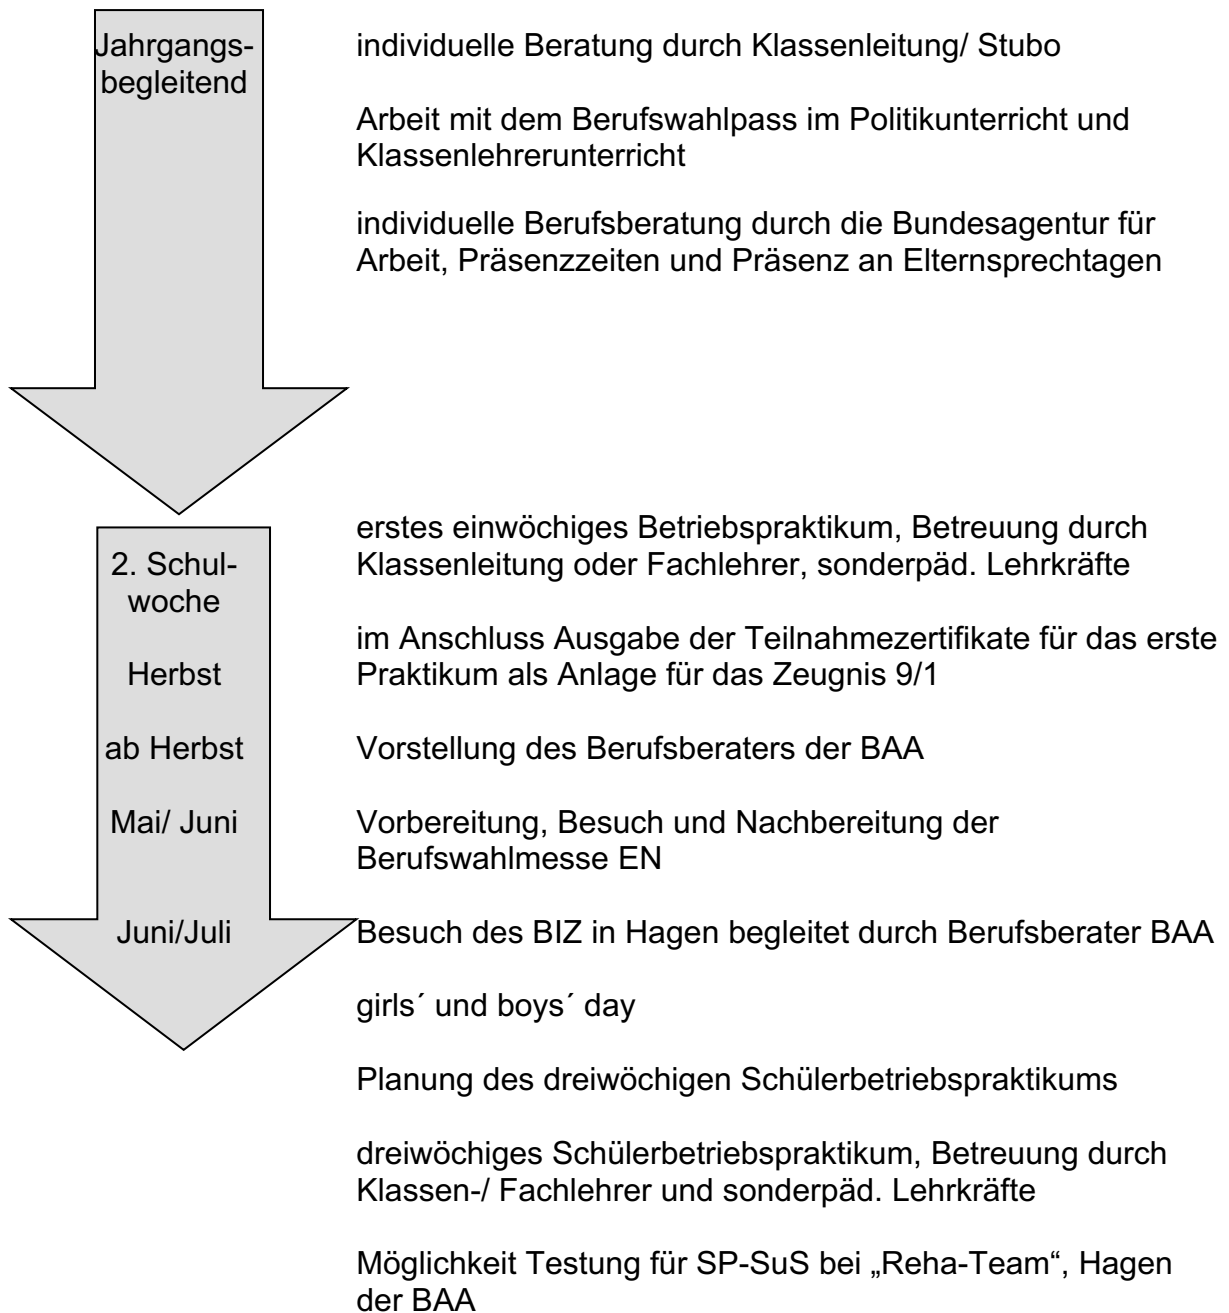 Jahrgangs-
begleitend
individuelle Beratung durch Klassenleitung/ Stubo
Arbeit mit dem Berufswahlpass im Politikunterricht und
Klassenlehrerunterricht
individuelle Berufsberatung durch die Bundesagentur für
Arbeit, Präsenzzeiten und Präsenz an Elternsprechtagen
2. Schul-
woche
erstes einwöchiges Betriebspraktikum, Betreuung durch
Klassenleitung oder Fachlehrer, sonderpäd. Lehrkräfte
Herbst
im Anschluss Ausgabe der Teilnahmezertifikate für das erste
Praktikum als Anlage für das Zeugnis 9/1
ab Herbst
Vorstellung des Berufsberaters der BAA
Mai/ Juni
Vorbereitung, Besuch und Nachbereitung der
Berufswahlmesse EN
Juni/Juli
Besuch des BIZ in Hagen begleitet durch Berufsberater BAA
girls´ und boys´ day
Planung des dreiwöchigen Schülerbetriebspraktikums
dreiwöchiges Schülerbetriebspraktikum, Betreuung durch
Klassen-/ Fachlehrer und sonderpäd. Lehrkräfte
Möglichkeit Testung für SP-SuS bei „Reha-Team“, Hagen
der BAA